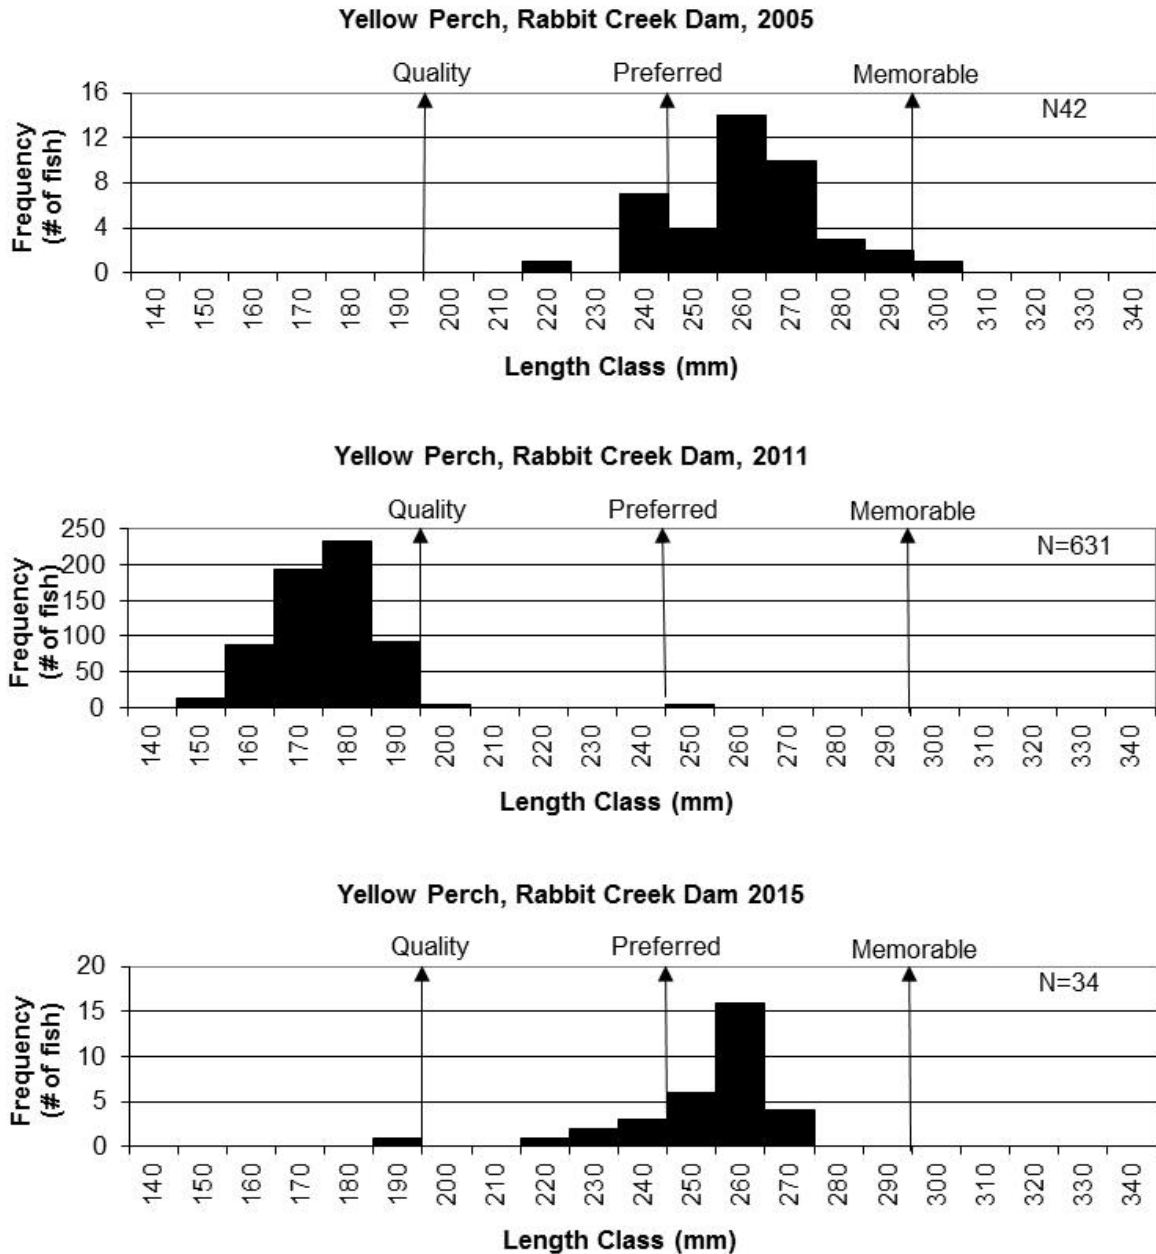 Yellow Perch, Rabbit Creek Dam, 2005
Quality Preferred Memorable
N42
Frequency
(# of fish)
16
12
8
4
0
140 150 160 170 180 190 200 210 220 230 240 250 260 270 280 290 300 310 320 330 340
Length Class (mm)
Yellow Perch, Rabbit Creek Dam, 2011
Quality Preferred Memorable
N=631
Frequency
(# of fish)
250
200
150
100
50
0
140 150 160 170 180 190 200 210 220 230 240 250 260 270 280 290 300 310 320 330 340
Length Class (mm)
Yellow Perch, Rabbit Creek Dam 2015
Quality Preferred Memorable
N=34
Frequency
(# of fish)
20
15
10
5
0
140 150 160 170 180 190 200 210 220 230 240 250 260 270 280 290 300 310 320 330 340
Length Class (mm)